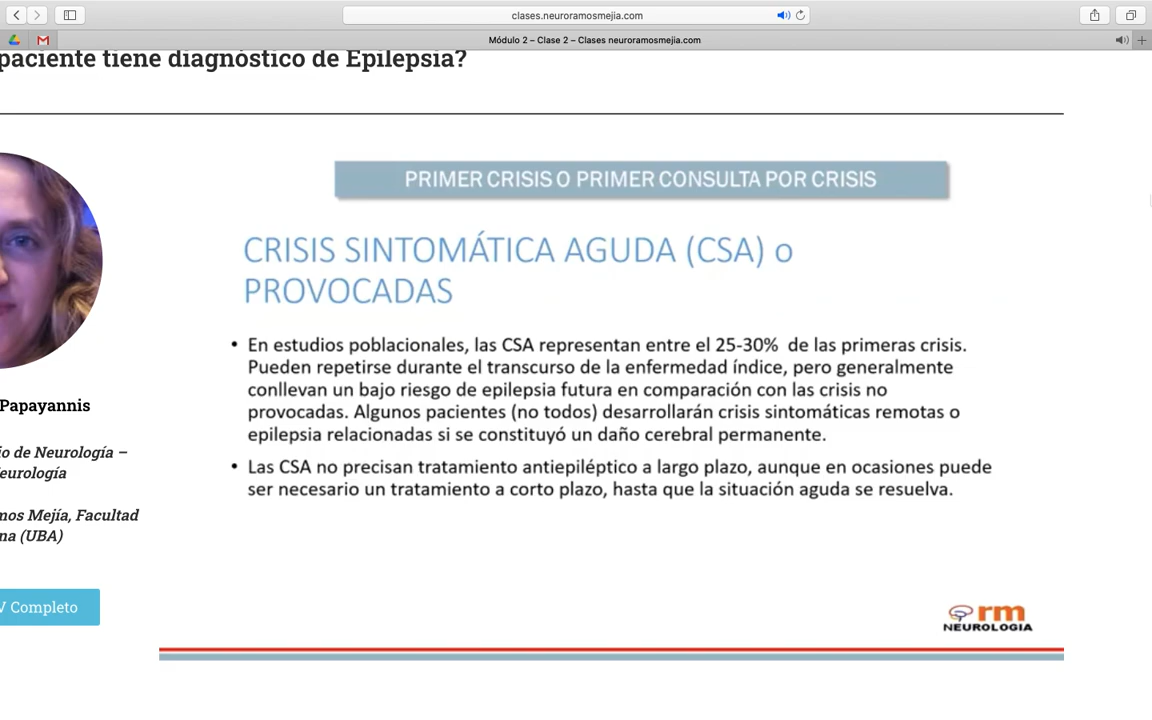 clases.neuroramosmejia.com
Módulo 2 – Clase 2 – Clases neuroramosmejia.com
paciente tiene diagnóstico de Epilepsia?
PRIMER CRISIS O PRIMER CONSULTA POR CRISIS
CRISIS SINTOMÁTICA AGUDA (CSA) o
PROVOCADAS
• En estudios poblacionales, las CSA representan entre el 25-30% de las primeras crisis.
Pueden repetirse durante el transcurso de la enfermedad índice, pero generalmente
conllevan un bajo riesgo de epilepsia futura en comparación con las crisis no
provocadas. Algunos pacientes (no todos) desarrollarán crisis sintomáticas remotas o
epilepsia relacionadas si se constituyó un daño cerebral permanente.
• Las CSA no precisan tratamiento antiepiléptico a largo plazo, aunque en ocasiones puede
ser necesario un tratamiento a corto plazo, hasta que la situación aguda se resuelva.
Papayannis
io de Neurología –
eurología
mos Mejía, Facultad
na (UBA)
V Completo
rm
NEUROLOGIA